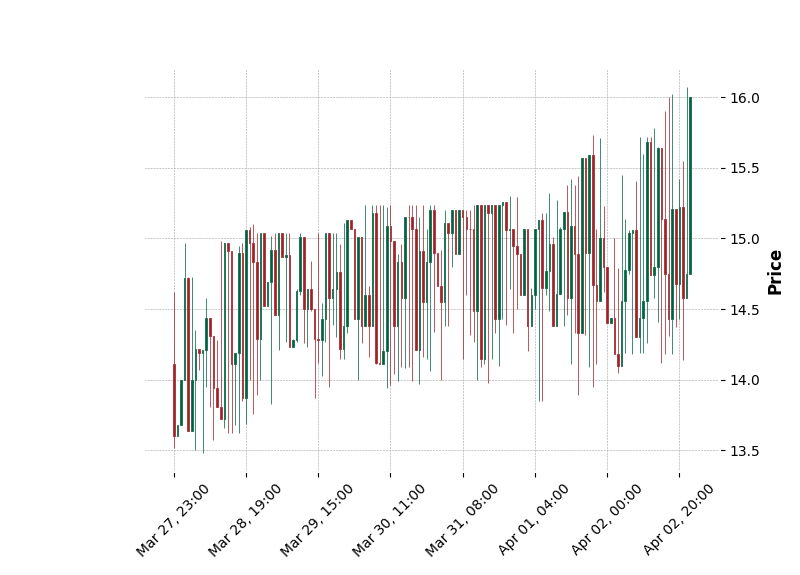 16.0
15.5
15.0
14.5
14.0
13.5
Price
Mar 27, 23:00
Mar 28, 19:00
Mar 29, 15:00
Mar 30, 11:00
Mar 31, 08:00
Apr 01, 04:00
Apr 02, 00:00
Apr 02, 20:00